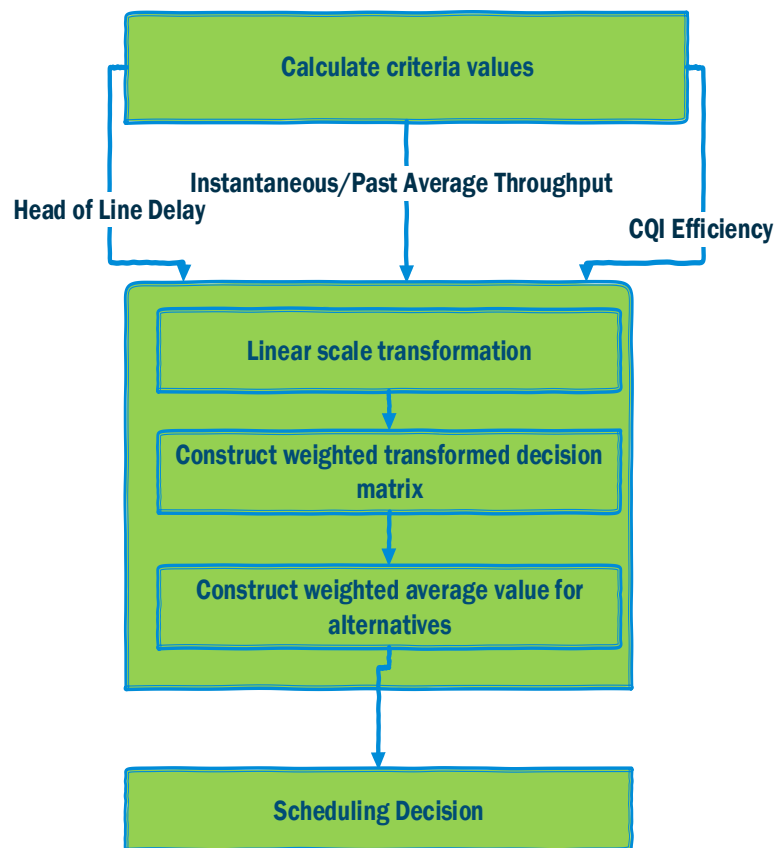 Calculate criteria values
Instantaneous/Past Average Throughput
Head of Line Delay
CQI Efficiency
Linear scale transformation
Construct weighted transformed decision
matrix
Construct weighted average value for
alternatives
Scheduling Decision